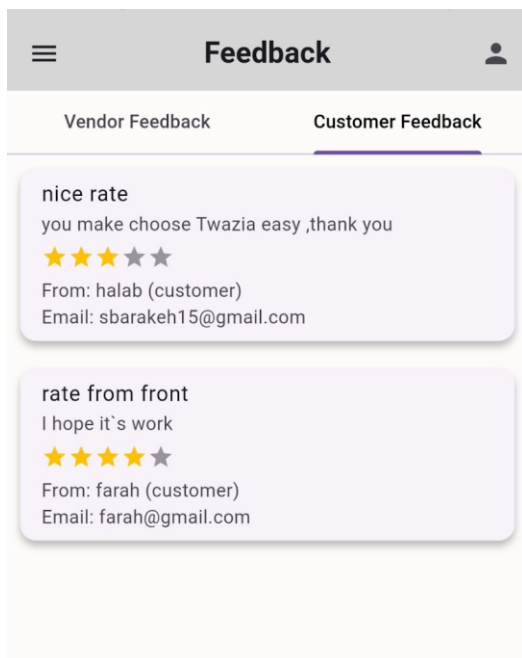 Feedback
Vendor Feedback
Customer Feedback
nice rate
you make choose Twazia easy ,thank you
From: halab (customer)
Email: sbarakeh15@gmail.com
rate from front
I hope it`s work
From: farah (customer)
Email: farah@gmail.com